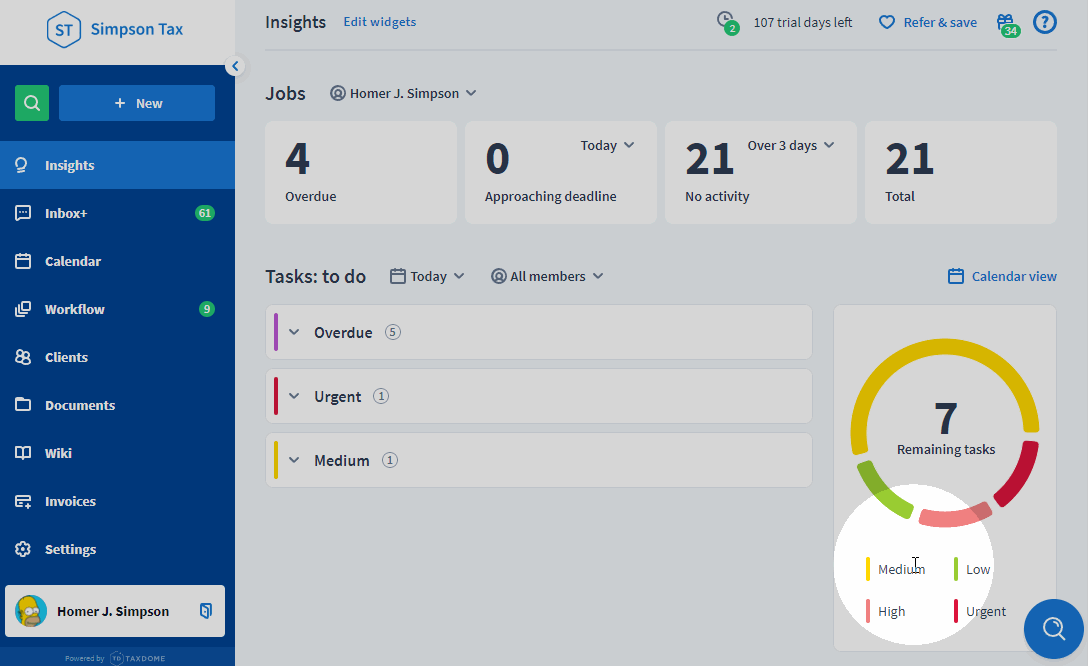 ST Simpson Tax
+ New
Insights
Inbox+ 61
Calendar
Workflow 9
Clients
Documents
Wiki
Invoices
Settings
Homer J. Simpson
Powered by TD TAXDOME
Insights Edit widgets 2 107 trial days left Refer & save 34 ?
Jobs Homer J. Simpson
4
Overdue
0 Today
Approaching deadline
21 Over 3 days
No activity
21
Total
Tasks: to do Today All members Calendar view
Overdue 5
Urgent 1
Medium 1
7
Remaining tasks
Medium Low
High Urgent